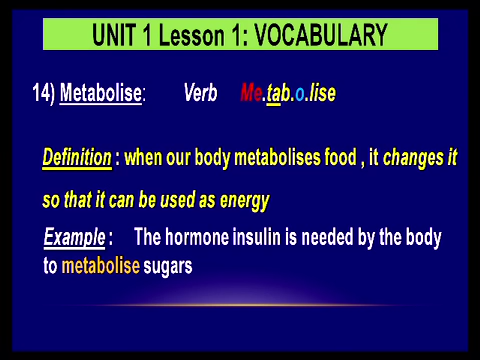 UNIT 1 Lesson 1: VOCABULARY
14) Metabolise: Verb Me.tab.o.lise
Definition : when our body metabolises food , it changes it
so that it can be used as energy
Example : The hormone insulin is needed by the body
to metabolise sugars